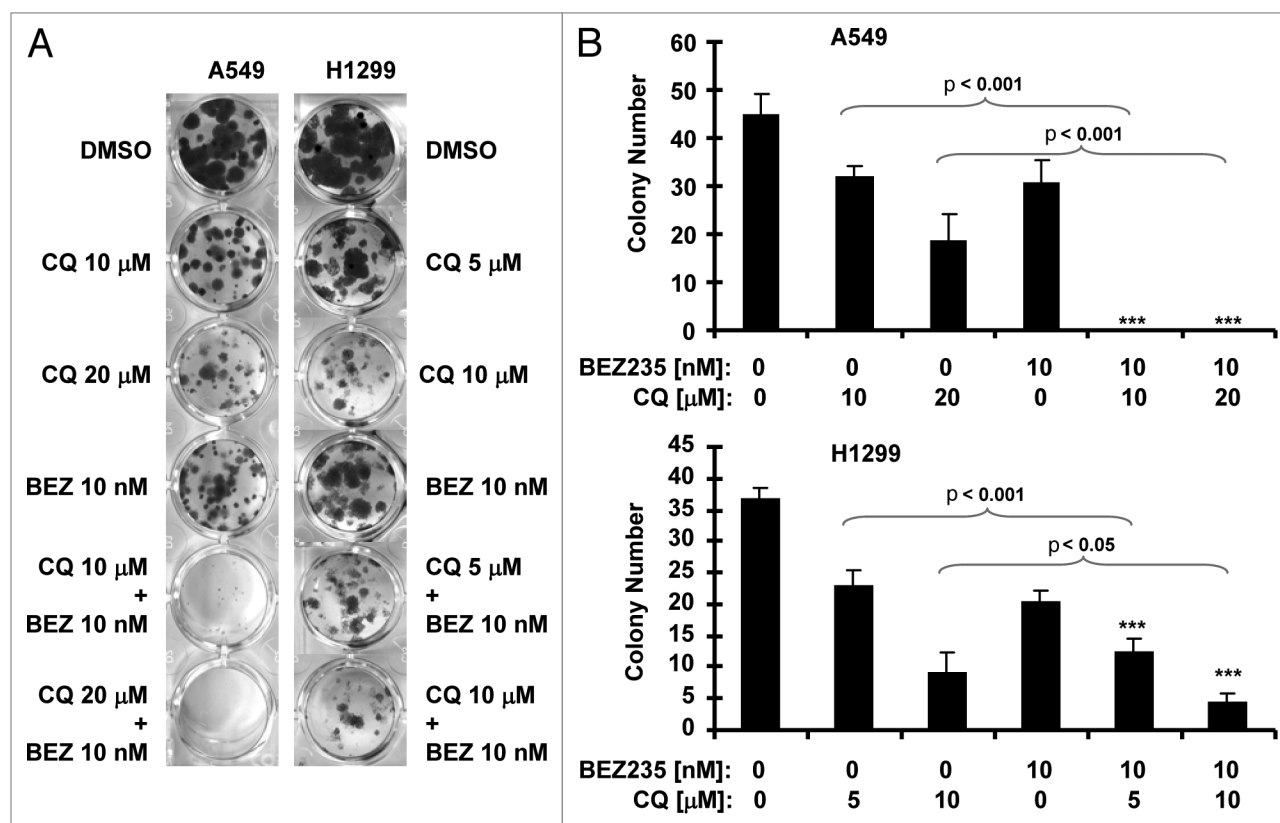 A
A549 H1299
DMSO DMSO
CQ 10 μM CQ 5 μM
CQ 20 μM CQ 10 μM
BEZ 10 nM BEZ 10 nM
CQ 10 μM CQ 5 μM
+ +
BEZ 10 nM BEZ 10 nM
CQ 20 μM CQ 10 μM
+ +
BEZ 10 nM BEZ 10 nM
B
A549
Colony Number
60
50
40
30
20
10
0
p < 0.001
p < 0.001
*** ***
BEZ235 [nM]: 0 0 0 10 10 10
CQ [μM]: 0 10 20 0 10 20
H1299
Colony Number
45
40
35
30
25
20
15
10
5
0
p < 0.001
p < 0.05
***
***
BEZ235 [nM]: 0 0 0 10 10 10
CQ [μM]: 0 5 10 0 5 10